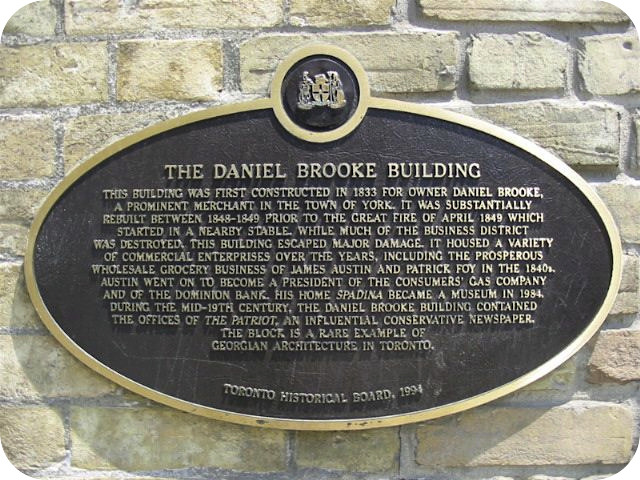 THE DANIEL BROOKE BUILDING
THIS BUILDING WAS FIRST CONSTRUCTED IN 1833 FOR OWNER DANIEL BROOKE,
A PROMINENT MERCHANT IN THE TOWN OF YORK. IT WAS SUBSTANTIALLY
REBUILT BETWEEN 1848-1849 PRIOR TO THE GREAT FIRE OF APRIL 1849 WHICH
STARTED IN A NEARBY STABLE. WHILE MUCH OF THE BUSINESS DISTRICT
WAS DESTROYED, THIS BUILDING ESCAPED MAJOR DAMAGE. IT HOUSED A VARIETY
OF COMMERCIAL ENTERPRISES OVER THE YEARS, INCLUDING THE PROSPEROUS
WHOLESALE GROCERY BUSINESS OF JAMES AUSTIN AND PATRICK FOY IN THE 1840s.
AUSTIN WENT ON TO BECOME A PRESIDENT OF THE CONSUMERS' GAS COMPANY
AND OF THE DOMINION BANK. HIS HOME SPADINA BECAME A MUSEUM IN 1984.
DURING THE MID-19TH CENTURY, THE DANIEL BROOKE BUILDING CONTAINED
THE OFFICES OF THE PATRIOT, AN INFLUENTIAL CONSERVATIVE NEWSPAPER.
THE BLOCK IS A RARE EXAMPLE OF
GEORGIAN ARCHITECTURE IN TORONTO.
TORONTO HISTORICAL BOARD, 1994